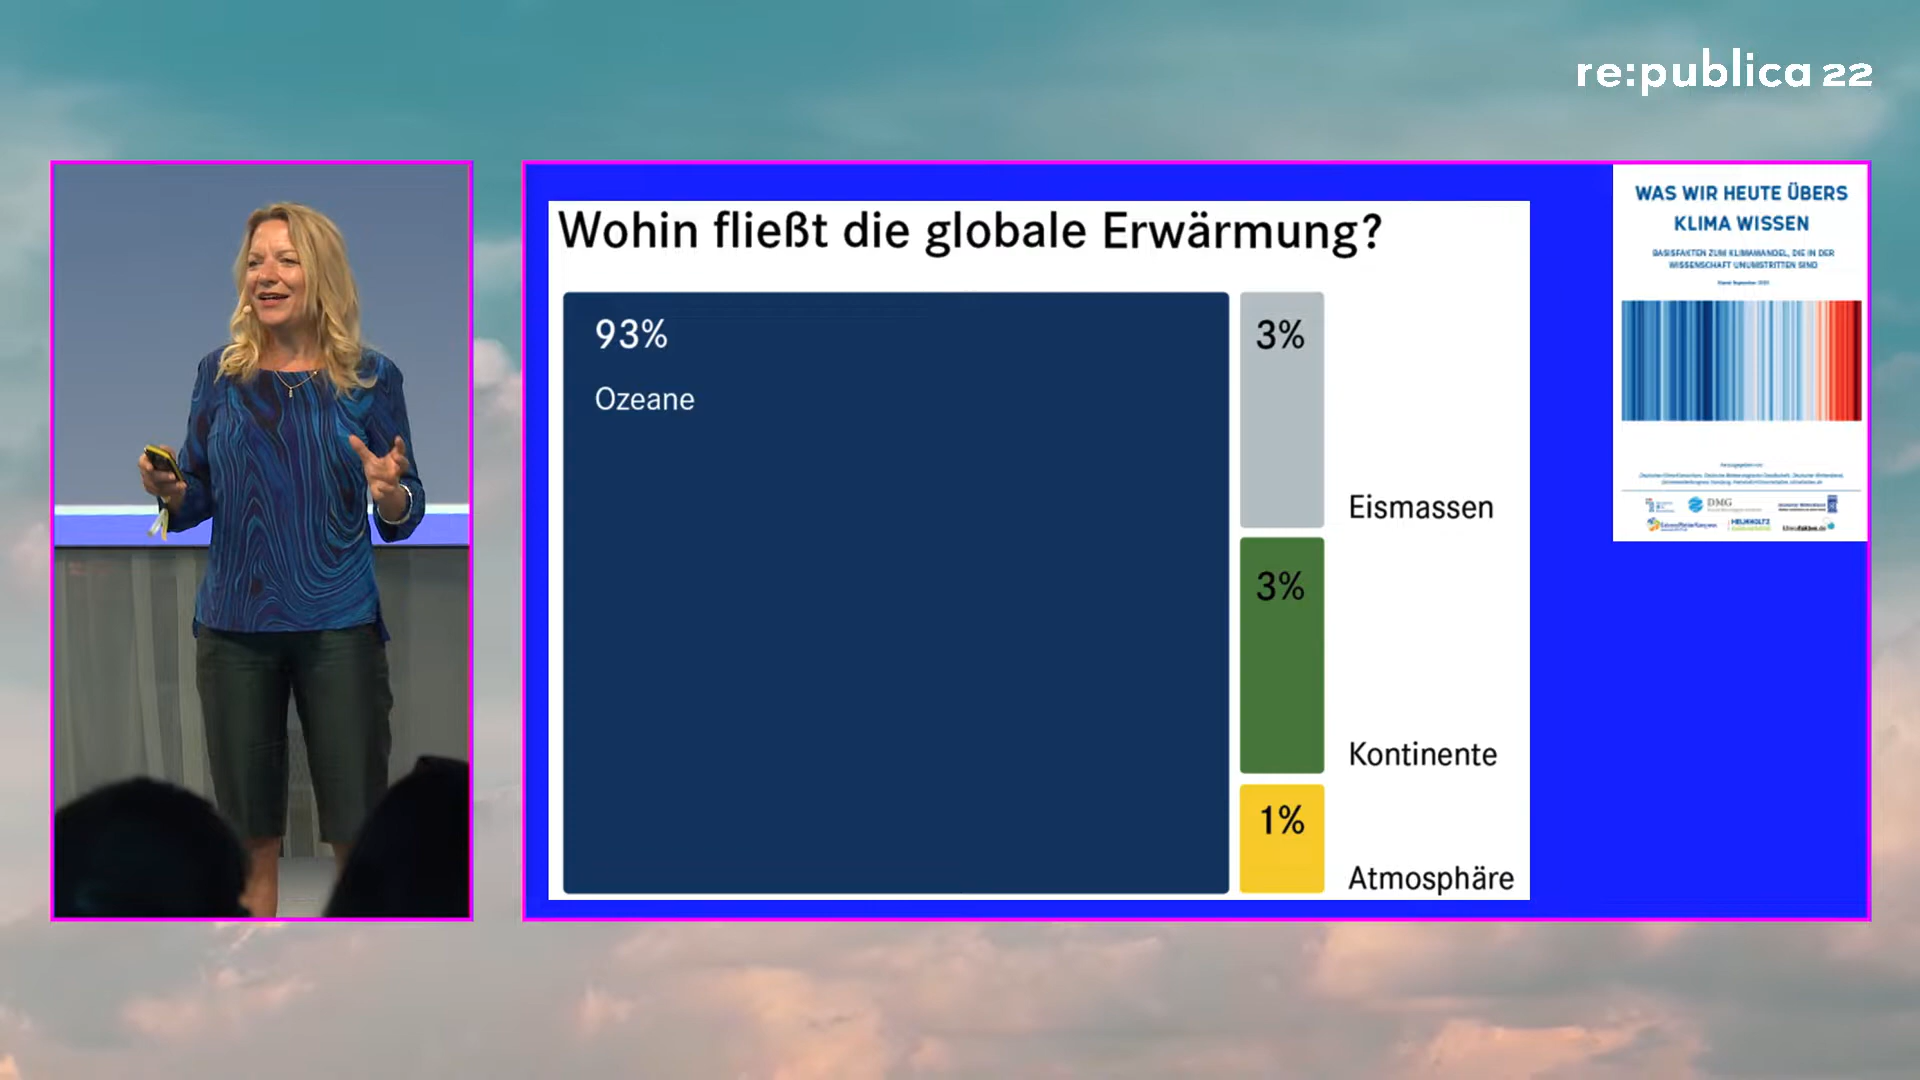 re:publica 22
Wohin fließt die globale Erwärmung?
93%
Ozeane
3%
Eismassen
3%
Kontinente
1%
Atmosphäre
WAS WIR HEUTE ÜBERS
KLIMA WISSEN
BASISFAKTEN ZUM KLIMAWANDEL, DIE IN DER
WISSENSCHAFT UNUMSTRITTEN SIND
DMG
HELMHOLTZ